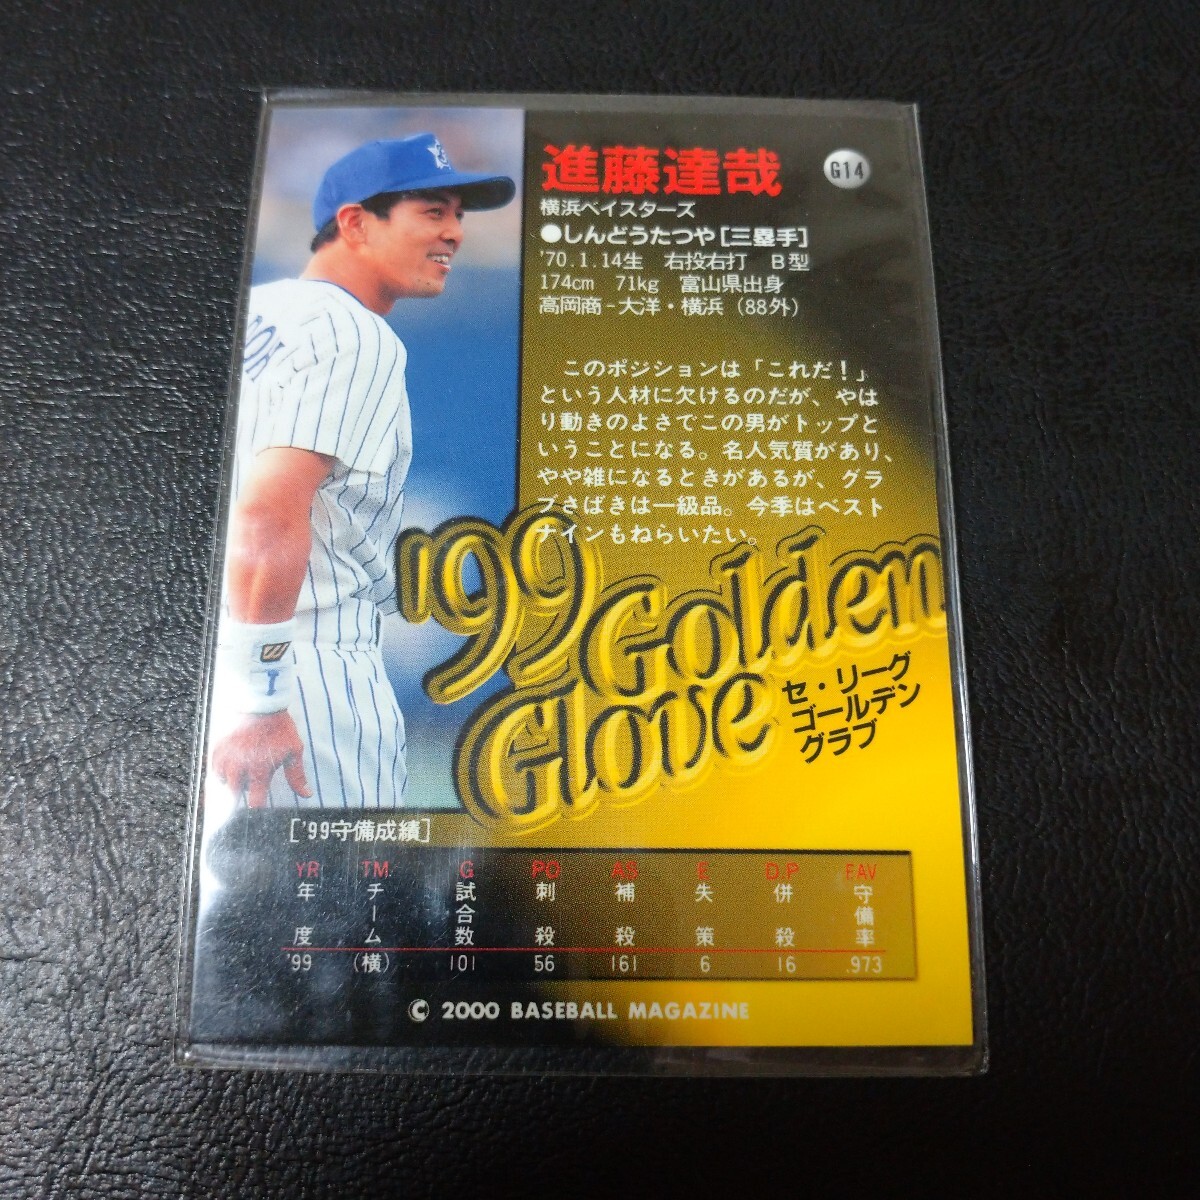 進藤達哉
G14
横浜ベイスターズ
●しんどうたつや[三塁手]
'70.1.14生 右投右打 B型
174cm 71kg 富山県出身
高岡商-大洋・横浜(88外)
このポジションは「これだ!」
という人材に欠けるのだが、やは
り動きのよさでこの男がトップと
いうことになる。名人気質があり、
やや雑になるときがあるが、グラ
ブさばきは一級品。今季はベスト
ナインもねらいたい。
'99 Golden
Glove
セ・リーグ
ゴールデン
グラブ
['99守備成績]
YR TM. G PO AS E D.P F.AV
年度 チーム 試合数 刺殺 補殺 失策 併殺 守備率
'99 (横) 101 56 161 6 16 .973
© 2000 BASEBALL MAGAZINE